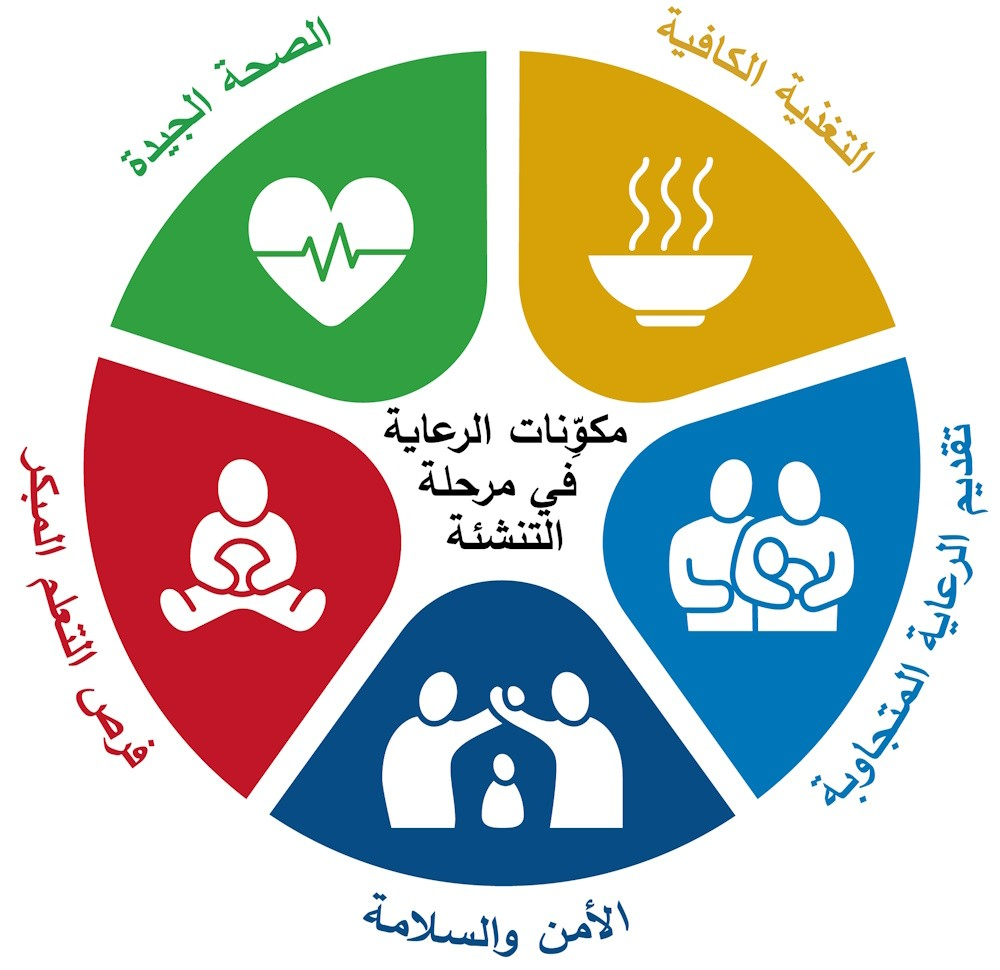 الصحة الجيدة
التغذية الكافية
مكوِّنات الرعاية
في مرحلة
التنشئة
تقديم الرعاية المتجاوبة
الأمن والسلامة
فرص التعلم المبكر